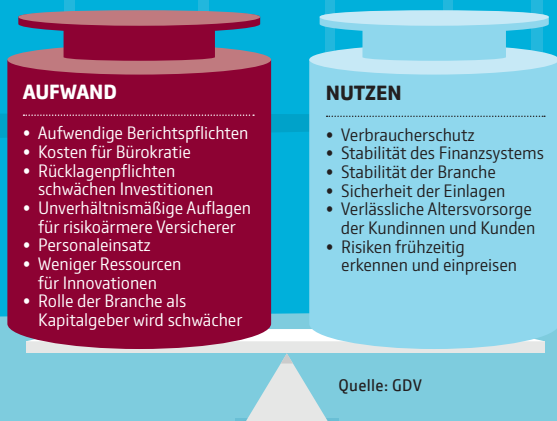 AUFWAND
• Aufwendige Berichtspflichten
• Kosten für Bürokratie
• Rücklagenpflichten
schwächen Investitionen
• Unverhältnismäßige Auflagen
für risikoärmere Versicherer
• Personaleinsatz
• Weniger Ressourcen
für Innovationen
• Rolle der Branche als
Kapitalgeber wird schwächer
NUTZEN
• Verbraucherschutz
• Stabilität des Finanzsystems
• Stabilität der Branche
• Sicherheit der Einlagen
• Verlässliche Altersvorsorge
der Kundinnen und Kunden
• Risiken frühzeitig
erkennen und einpreisen
Quelle: GDV